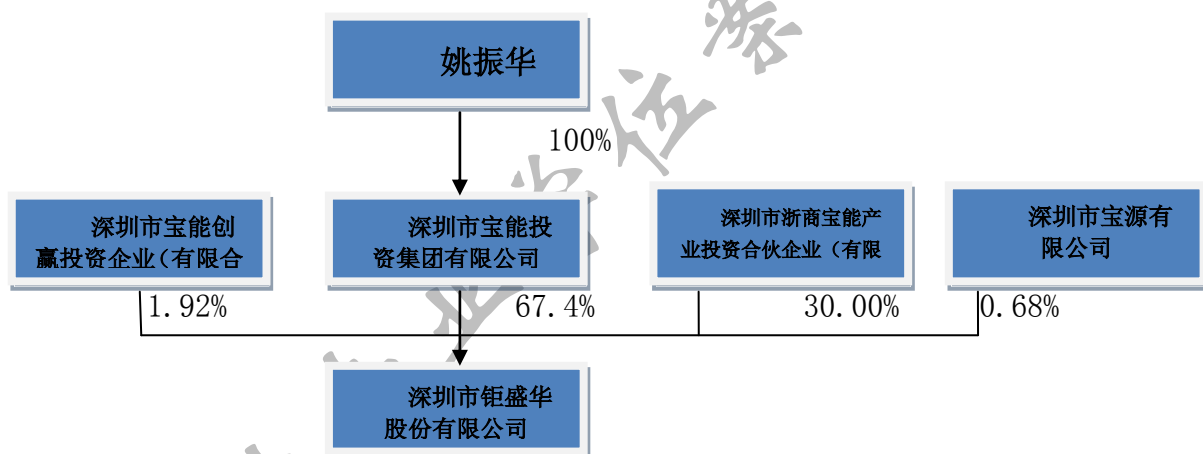 姚振华
100%
深圳市宝能创
赢投资企业（有限合
深圳市宝能投
资集团有限公司
深圳市浙商宝能产
业投资合伙企业（有限
深圳市宝源有
限公司
1.92%
67.4%
30.00%
0.68%
深圳市钜盛华
股份有限公司